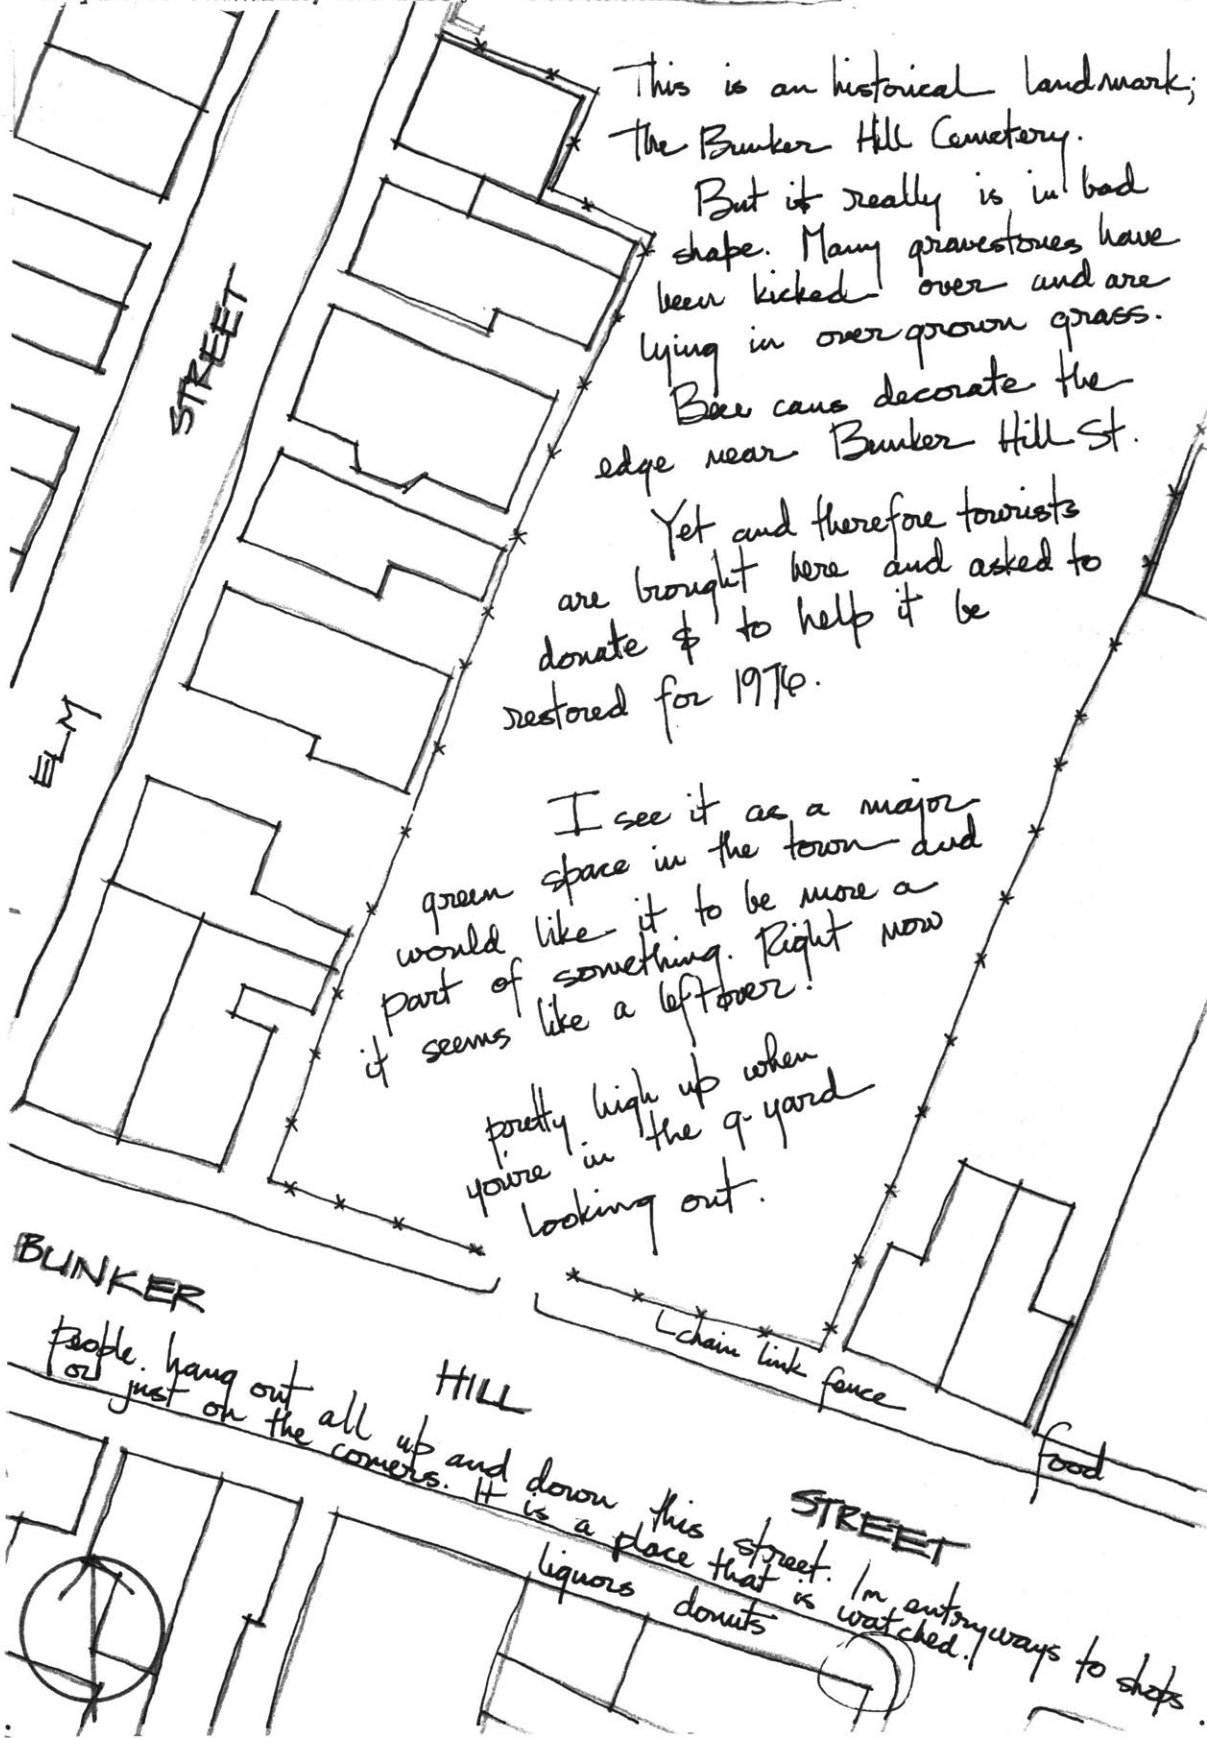 This is an historical landmark;
The Bunker Hill Cemetery.
But it really is in bad
shape. Many gravestones have
been kicked over and are
lying in overgrown grass.
Beer cans decorate the
edge near Bunker Hill St.
Yet and therefore tourists
are brought here and asked to
donate $ to help it be
restored for 1976.
I see it as a major
green space in the town and
would like it to be more a
part of something. Right now
it seems like a leftover!
pretty high up when
you're in the g-yard
looking out.
ELM STREET
chain link fence
food
BUNKER HILL STREET
people hang out all up and down this street. In entryways to shops.
or just on the corners. It is a place that is watched!
liquors donuts